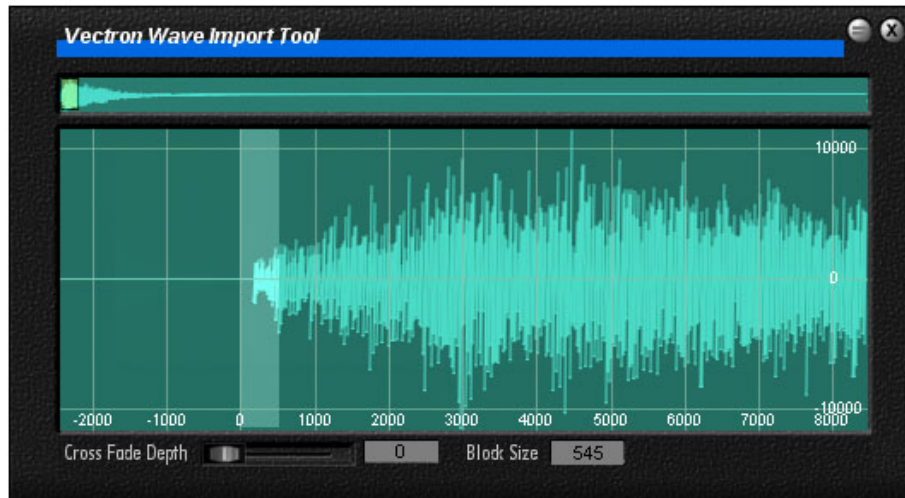 Vectron Wave Import Tool
10000
0
-10000
-2000 -1000 0 1000 2000 3000 4000 5000 6000 7000 8000
Cross Fade Depth 0 Block Size 545